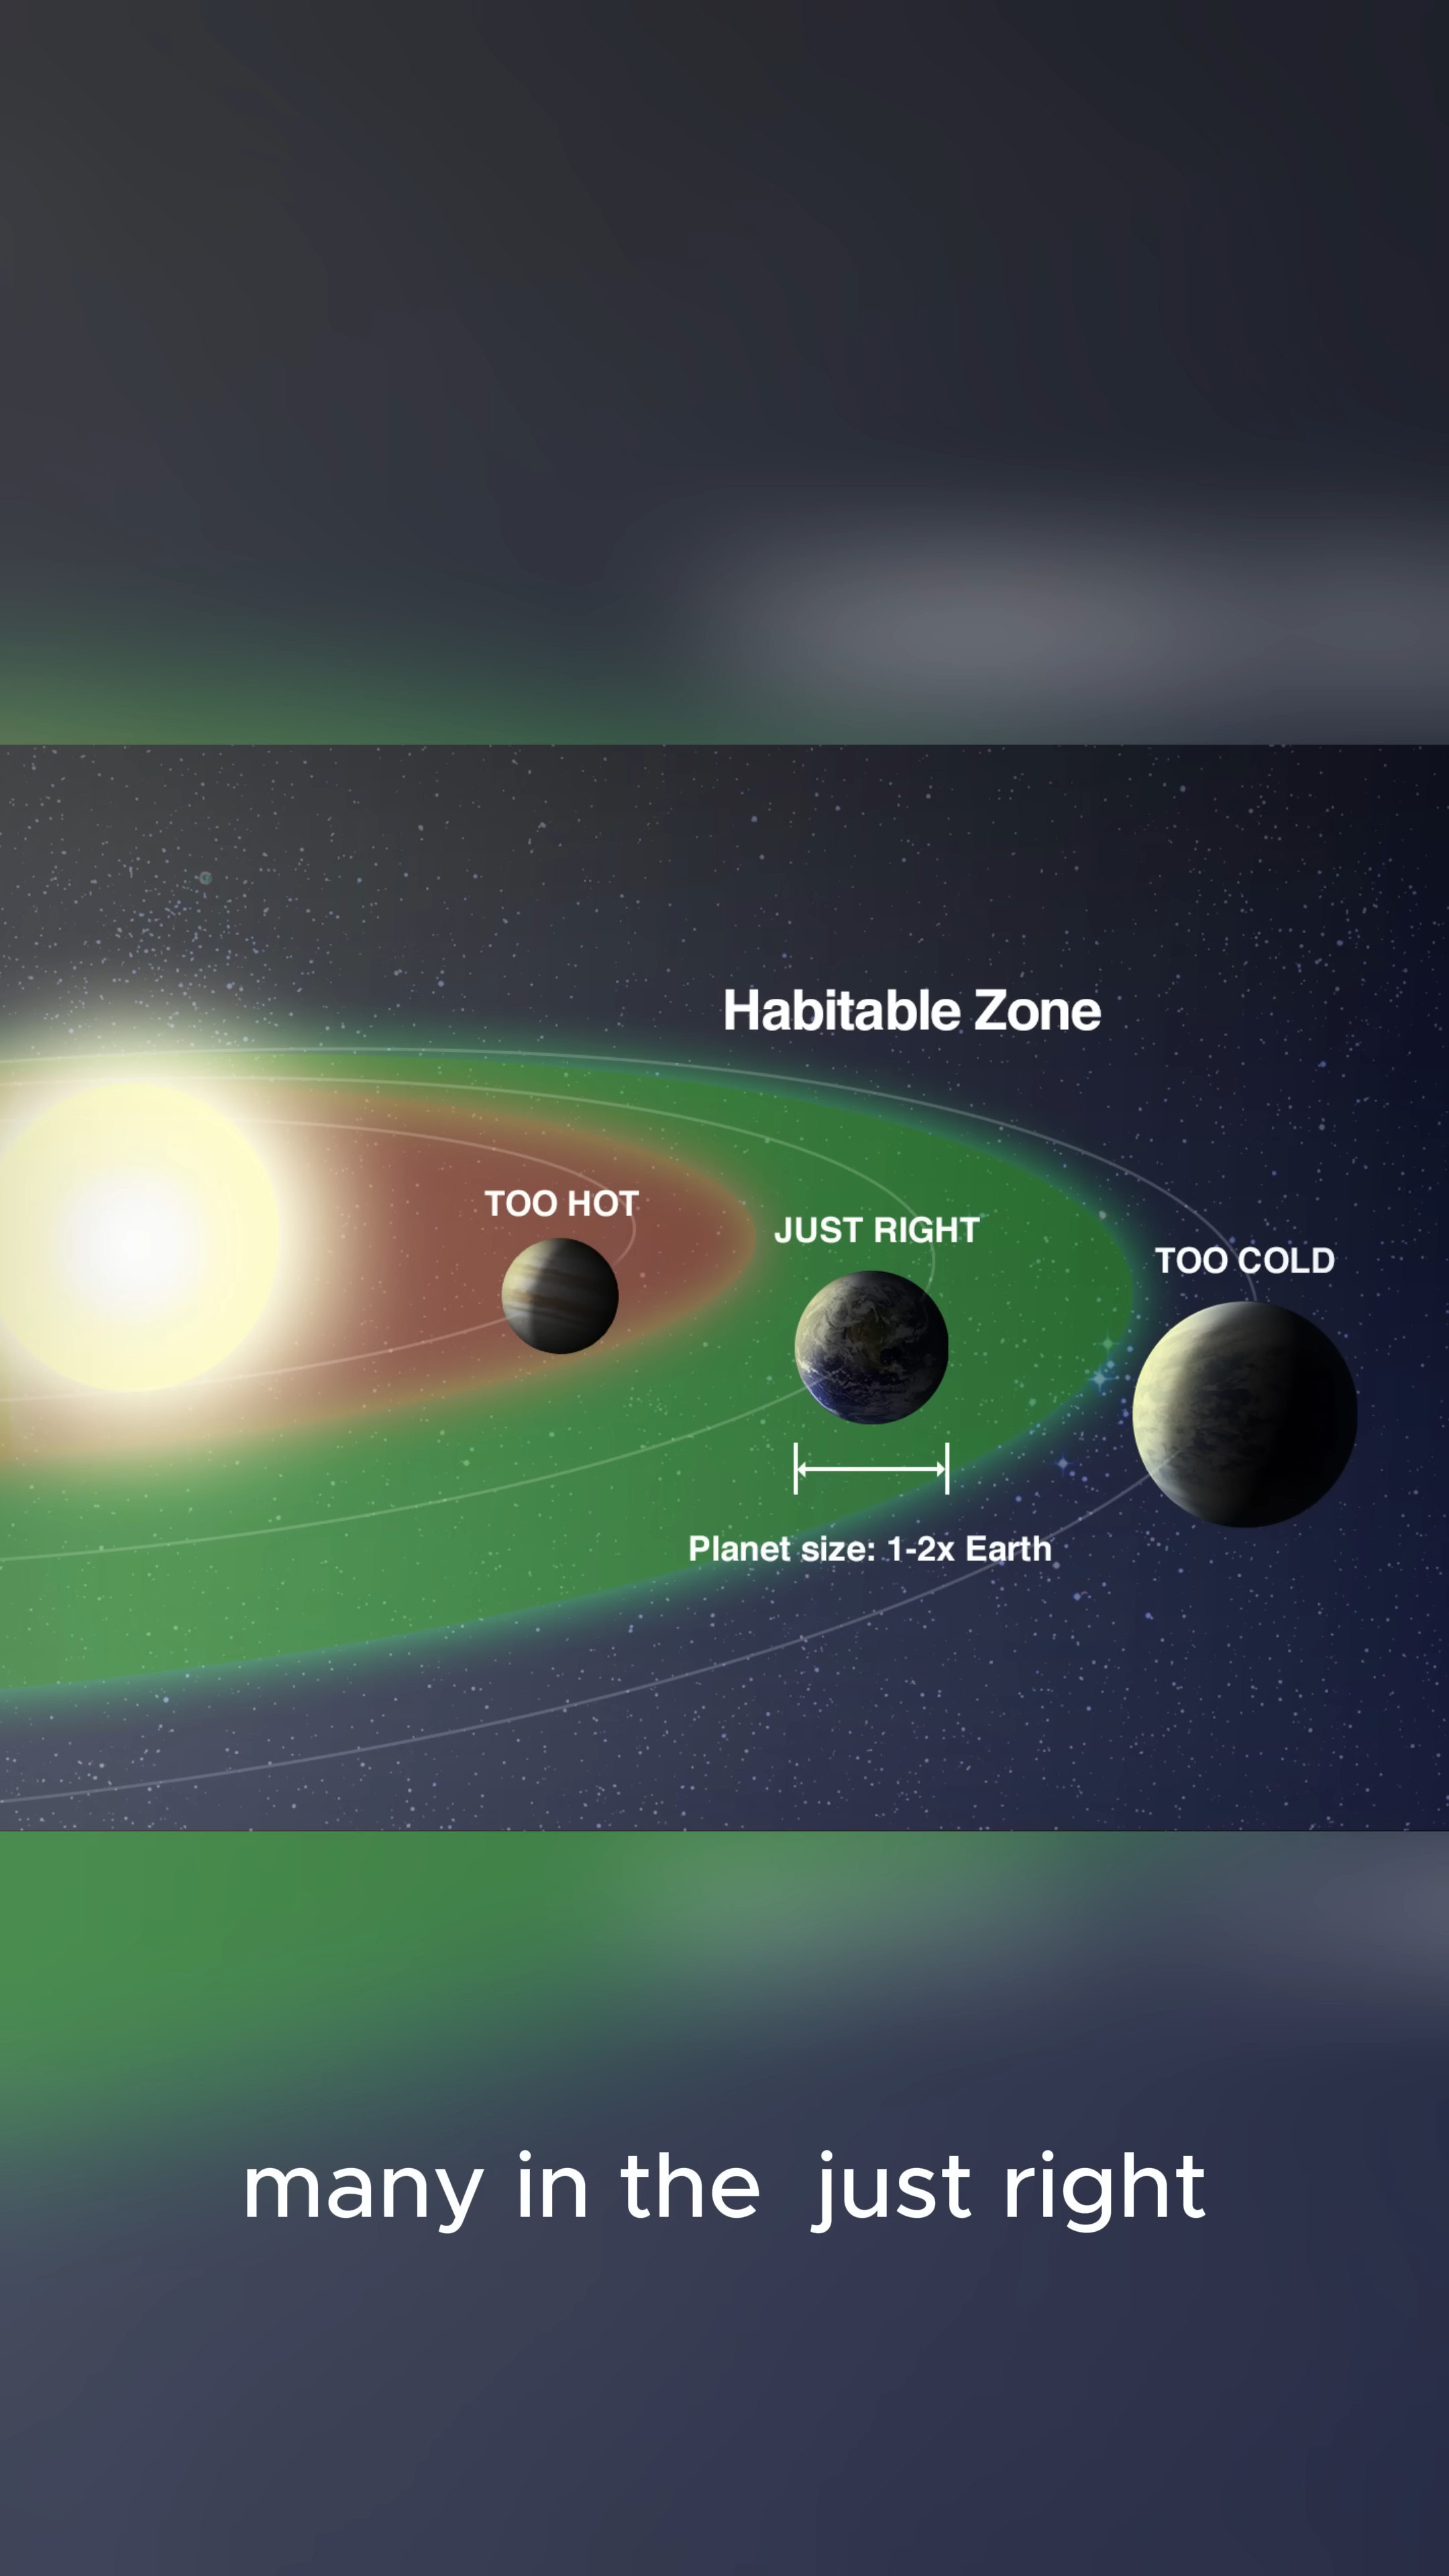 Habitable Zone
TOO HOT
JUST RIGHT
TOO COLD
Planet size: 1-2x Earth
many in the  just right